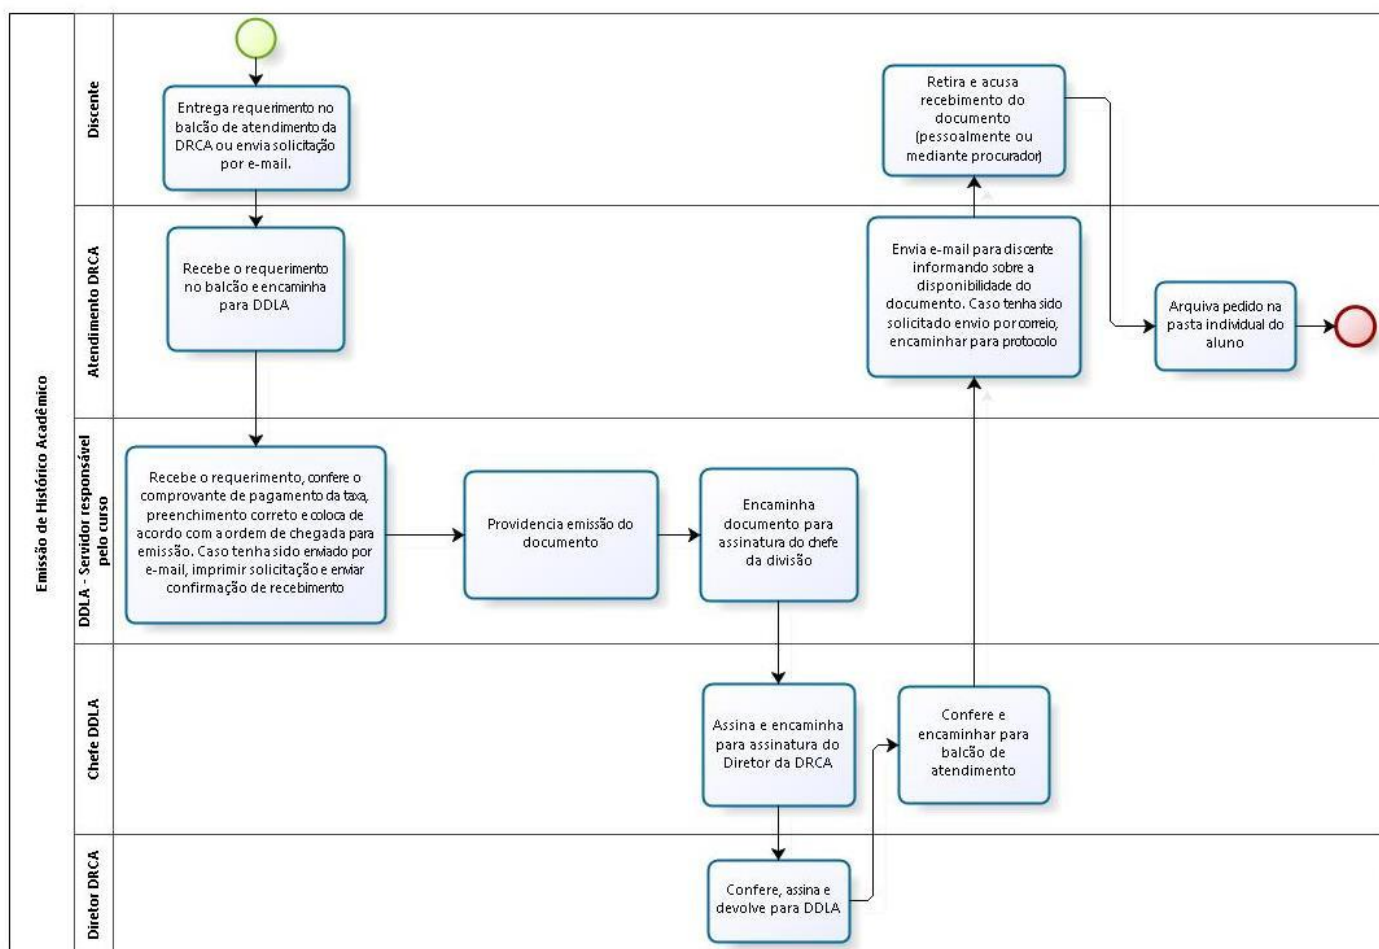 Emissão de Histórico Acadêmico
Discente
Entrega requerimento no
balcão de atendimento da
DRCA ou envia solicitação
por e-mail.
Retira e acusa
recebimento do
documento
(pessoalmente ou
mediante procurador)
Atendimento DRCA
Recebe o requerimento
no balcão e encaminha
para DDLA
Envia e-mail para discente
informando sobre a
disponibilidade do
documento. Caso tenha sido
solicitado envio por correio,
encaminhar para protocolo
Arquiva pedido na
pasta individual do
aluno
DDLA - Servidor responsável
pelo curso
Recebe o requerimento, confere o
comprovante de pagamento da taxa,
preenchimento correto e coloca de
acordo com a ordem de chegada para
emissão. Caso tenha sido enviado por
e-mail, imprimir solicitação e enviar
confirmação de recebimento
Providencia emissão do
documento
Encaminha
documento para
assinatura do chefe
da divisão
Chefe DDLA
Assina e encaminha
para assinatura do
Diretor da DRCA
Confere e
encaminhar para
balcão de
atendimento
Diretor DRCA
Confere, assina e
devolve para DDLA